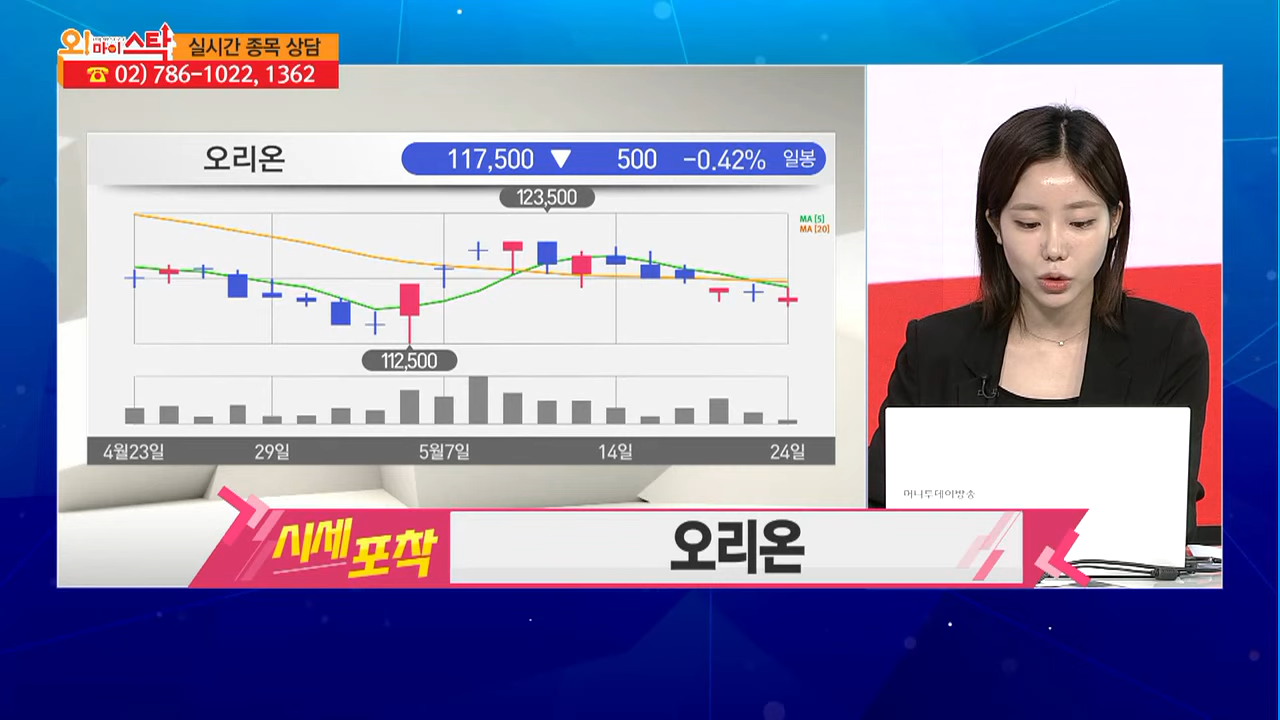 오! 마이 스탁
실시간 종목 상담
☎ 02) 786-1022, 1362
오리온
117,500 ▼ 500 -0.42% 일봉
123,500
MA [5]
MA [20]
112,500
4월23일 29일 5월7일 14일 24일
머니투데이방송
시세포착
오리온